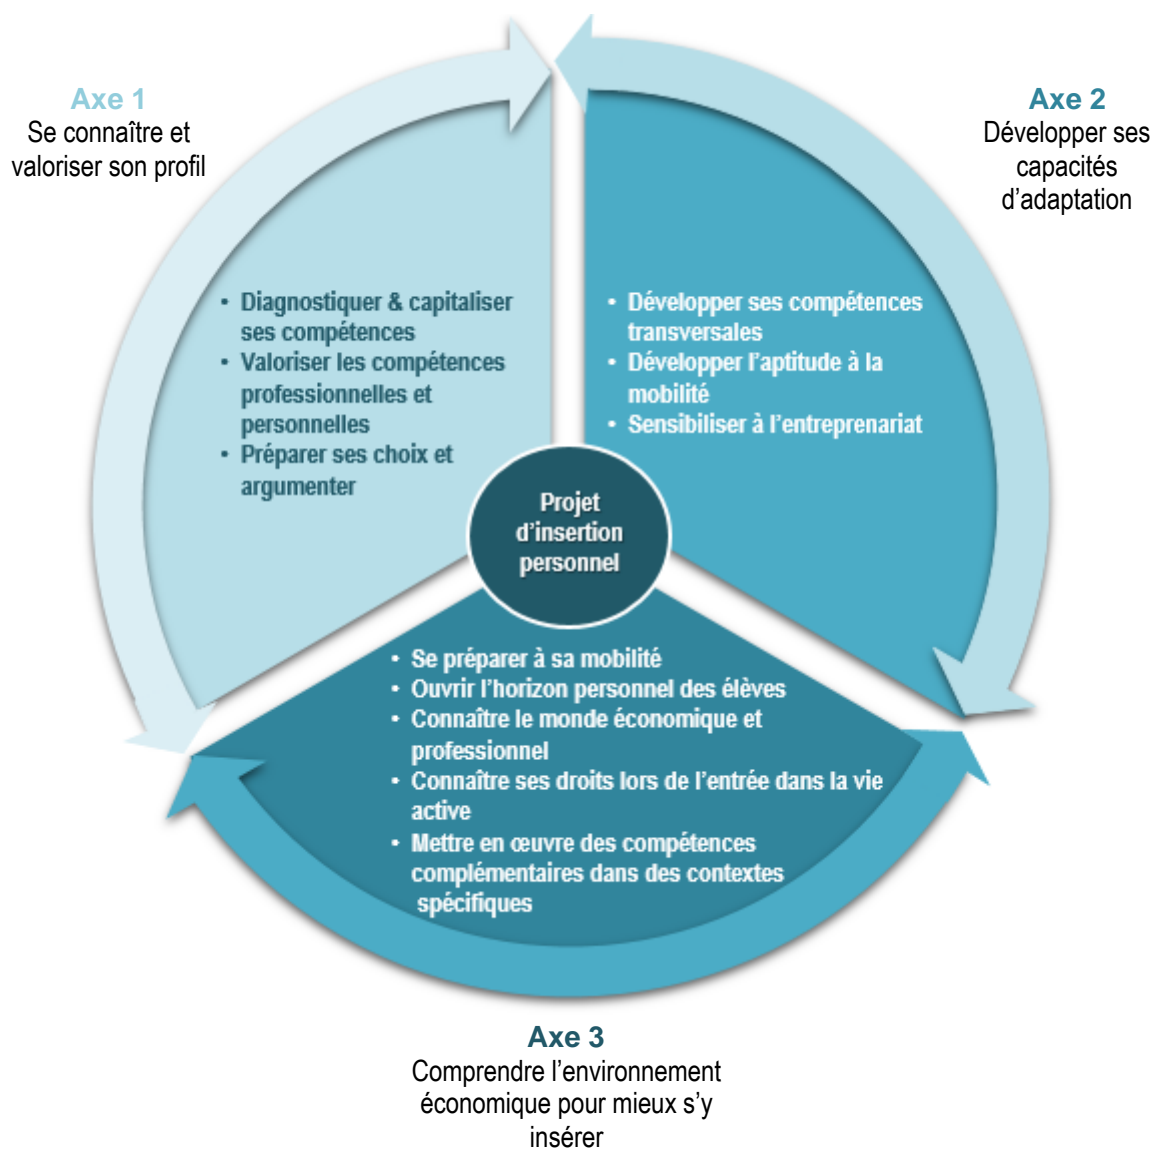 Axe 1
Se connaître et
valoriser son profil
Axe 2
Développer ses
capacités
d’adaptation
• Diagnostiquer & capitaliser
ses compétences
• Valoriser les compétences
professionnelles et
personnelles
• Préparer ses choix et
argumenter
• Développer ses compétences
transversales
• Développer l’aptitude à la
mobilité
• Sensibiliser à l’entreprenariat
Projet
d’insertion
personnel
• Se préparer à sa mobilité
• Ouvrir l’horizon personnel des élèves
• Connaître le monde économique et
professionnel
• Connaître ses droits lors de l’entrée dans la vie
active
• Mettre en œuvre des compétences
complémentaires dans des contextes
spécifiques
Axe 3
Comprendre l’environnement
économique pour mieux s’y
insérer